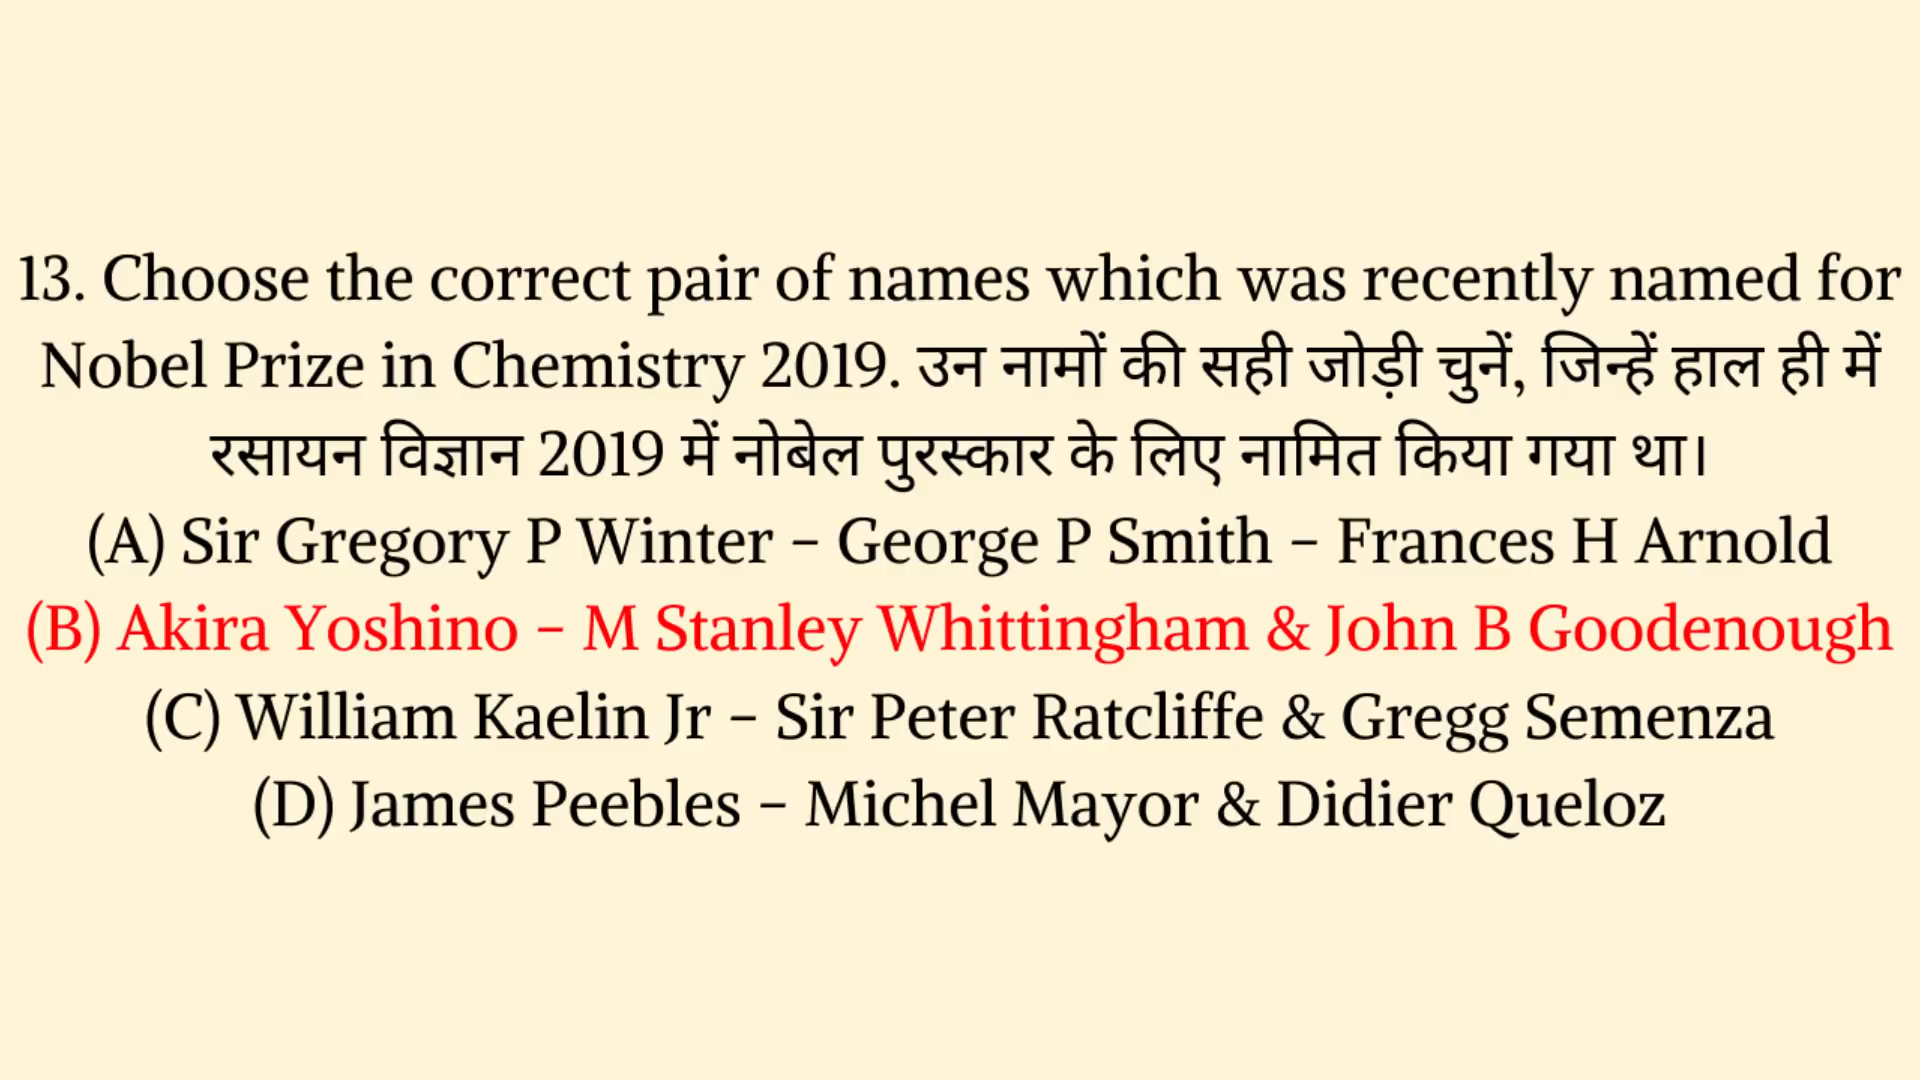 13. Choose the correct pair of names which was recently named for
Nobel Prize in Chemistry 2019. उन नामों की सही जोड़ी चुनें, जिन्हें हाल ही में
रसायन विज्ञान 2019 में नोबेल पुरस्कार के लिए नामित किया गया था।
(A) Sir Gregory P Winter – George P Smith – Frances H Arnold
(B) Akira Yoshino – M Stanley Whittingham & John B Goodenough
(C) William Kaelin Jr – Sir Peter Ratcliffe & Gregg Semenza
(D) James Peebles – Michel Mayor & Didier Queloz